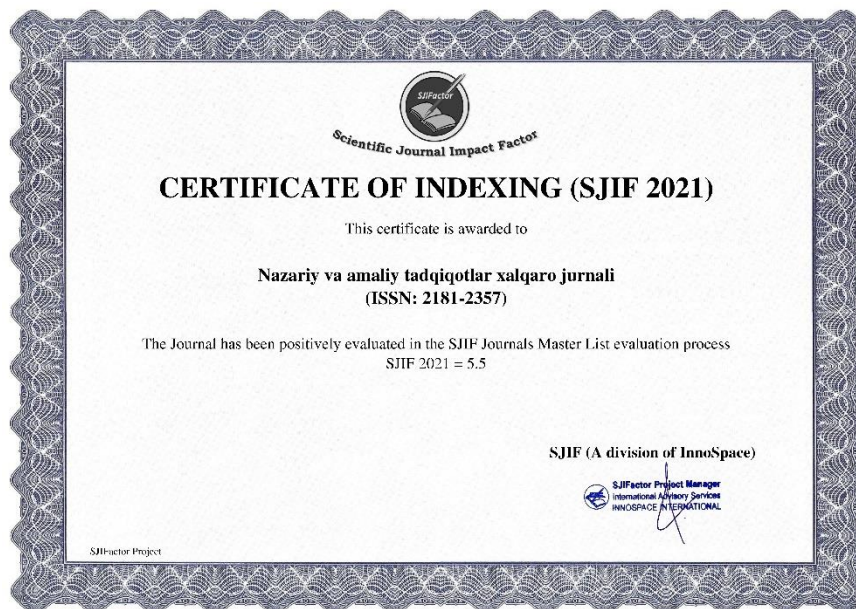 SJIFactor
Scientific Journal Impact Factor
CERTIFICATE OF INDEXING (SJIF 2021)
This certificate is awarded to
Nazariy va amaliy tadqiqotlar xalqaro jurnali
(ISSN: 2181-2357)
The Journal has been positively evaluated in the SJIF Journals Master List evaluation process
SJIF 2021 = 5.5
SJIF (A division of InnoSpace)
SJIFactor Project Manager
International Advisory Services
INNOSPACE INTERNATIONAL
SJIFactor Project